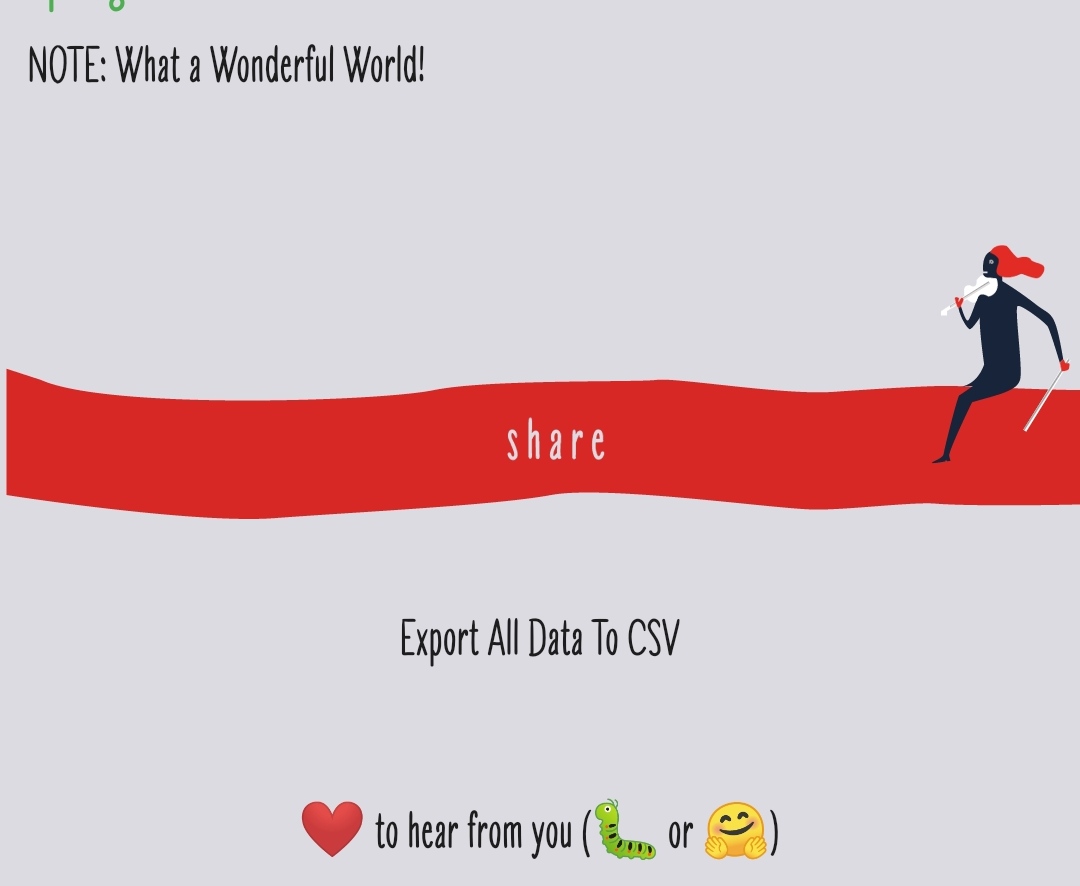 NOTE: What a Wonderful World!
share
Export All Data To CSV
❤️ to hear from you (🐛 or 🤗)